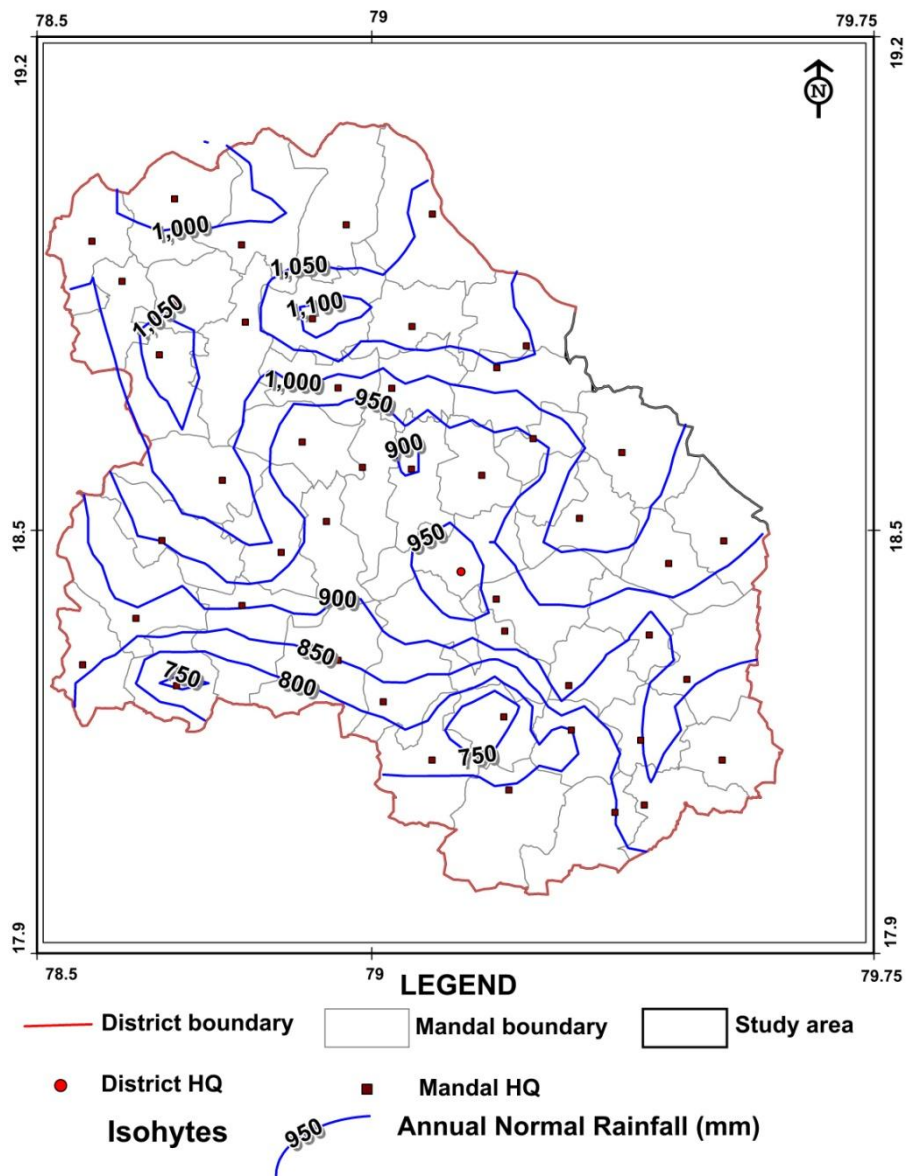 78.5 79 79.75
19.2 19.2
N
1,000
1,050
1,100
1,050
1,000
950
900
950
900
850
750
800
750
18.5 18.5
17.9 17.9
78.5 79 79.75
LEGEND
District boundary Mandal boundary Study area
District HQ Mandal HQ
Isohytes 950 Annual Normal Rainfall (mm)